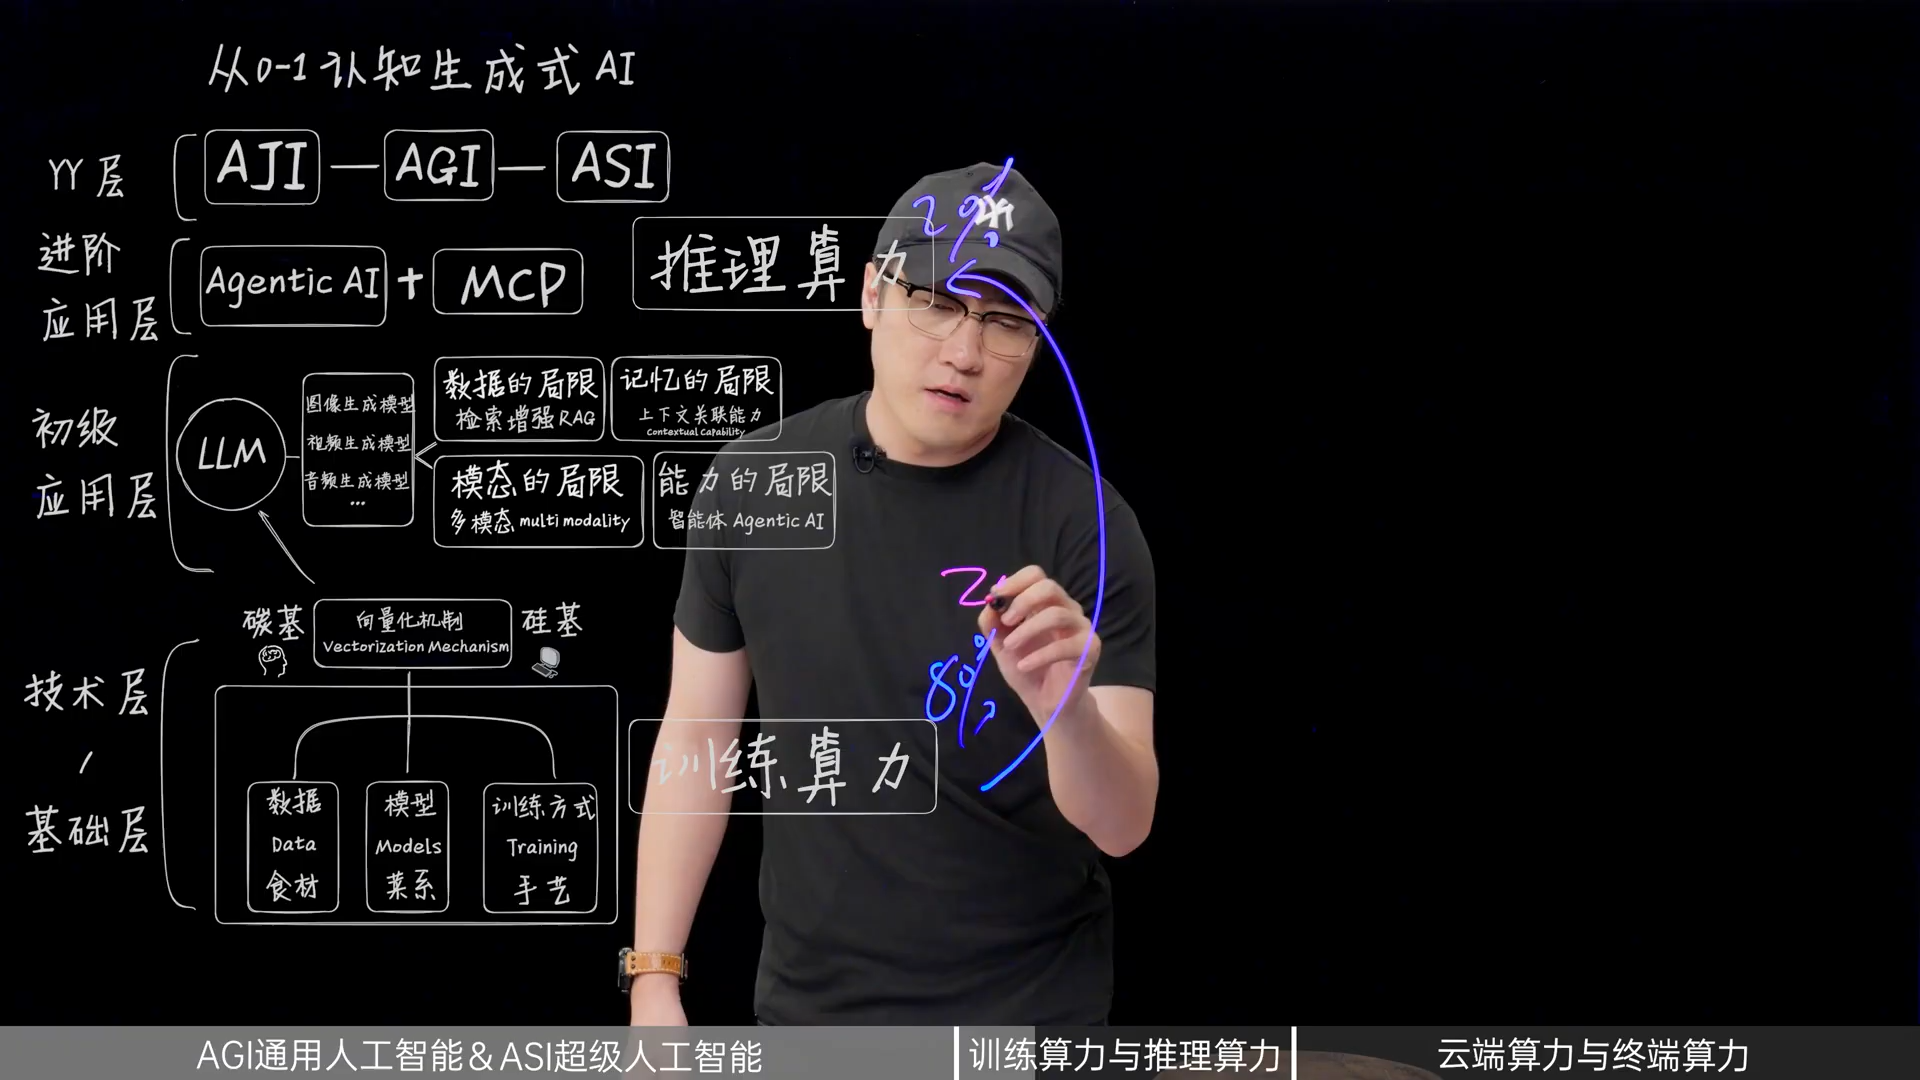 从0-1认知生成式AI
YY层
AJI — AGI — ASI
进阶
应用层
Agentic AI + MCP
推理算力
20%
初级
应用层
LLM
图像生成模型
视频生成模型
音频生成模型
...
数据的局限
检索增强RAG
记忆的局限
上下文关联能力
Contextual Capability
模态的局限
多模态 multi modality
能力的局限
智能体 Agentic AI
碳基
向量化机制
Vectorization Mechanism
硅基
技术层
/
基础层
80%
训练算力
数据
Data
食材
模型
Models
菜系
训练方式
Training
手艺
AGI通用人工智能&ASI超级人工智能
训练算力与推理算力
云端算力与终端算力